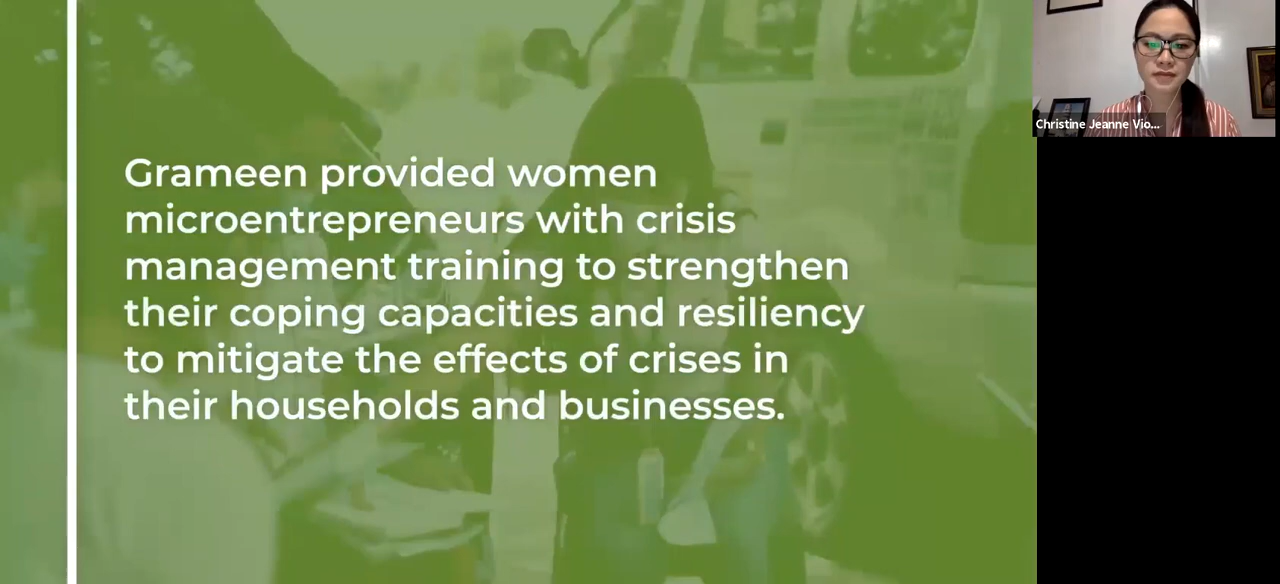 Grameen provided women
microentrepreneurs with crisis
management training to strengthen
their coping capacities and resiliency
to mitigate the effects of crises in
their households and businesses.
Christine Jeanne Vio...